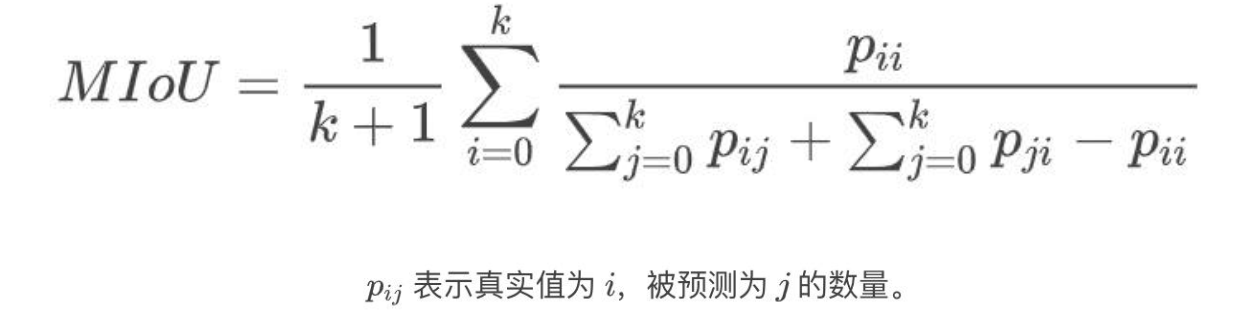 $MIoU = \frac{1}{k+1} \sum_{i=0}^{k} \frac{p_{ii}}{\sum_{j=0}^{k} p_{ij} + \sum_{j=0}^{k} p_{ji} - p_{ii}}$
$p_{ij}$ 表示真实值为 $i$，被预测为 $j$ 的数量。